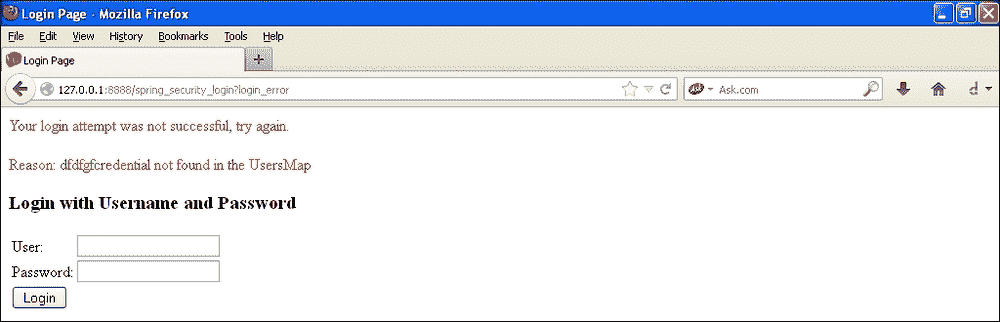 Login Page - Mozilla Firefox
File Edit View History Bookmarks Tools Help
Login Page
127.0.0.1:8888/spring_security_login?login_error Ask.com
Your login attempt was not successful, try again.
Reason: dfdfgfcredential not found in the UsersMap
Login with Username and Password
User:
Password:
Login